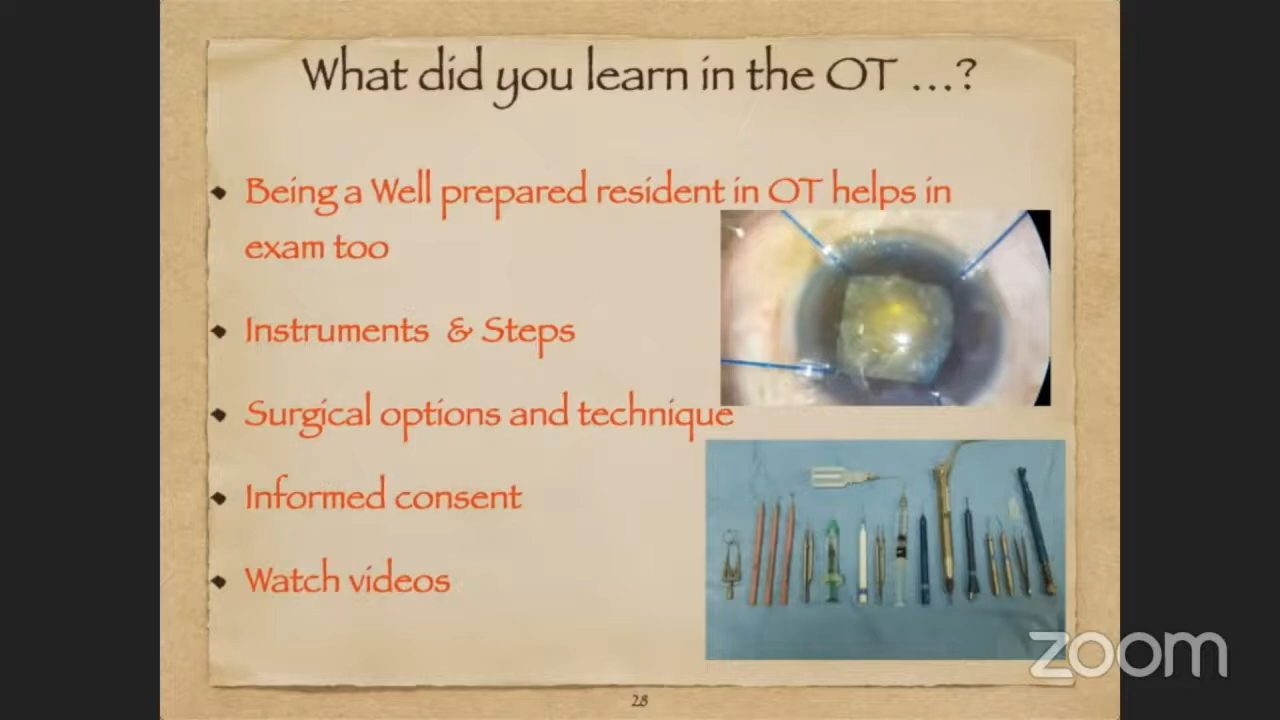 What did you learn in the OT ...?
Being a Well prepared resident in OT helps in
exam too
Instruments & Steps
Surgical options and technique
Informed consent
Watch videos
zoom
28